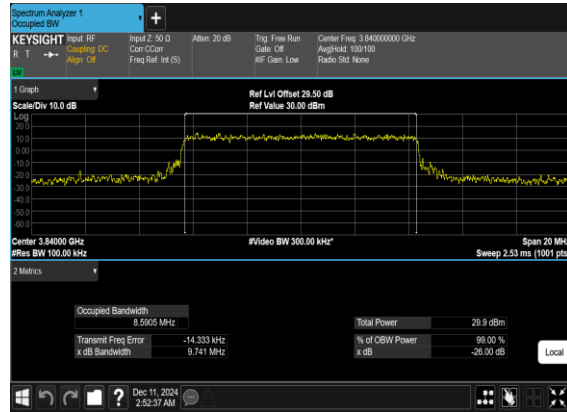 Spectrum Analyzer 1
Occupied BW
+
KEYSIGHT Input: RF Input Z: 50 Ω Atten: 20 dB Trig: Free Run Center Freq: 3.840000000 GHz
R T Coupling: DC Corr CCorr Gate: Off Avg|Hold: 100/100
Align: Off Freq Ref: Int (S) #IF Gain: Low Radio Std: None
1 Graph
Ref Lvl Offset 29.50 dB
Scale/Div 10.0 dB Ref Value 30.00 dBm
Log
20.0
10.0
0.00
-10.0
-20.0
-30.0
-40.0
-50.0
-60.0
Center 3.84000 GHz #Video BW 300.00 kHz* Span 20 MHz
#Res BW 100.00 kHz Sweep 2.53 ms (1001 pts
2 Metrics
Occupied Bandwidth
8.5905 MHz Total Power 29.9 dBm
Transmit Freq Error -14.333 kHz % of OBW Power 99.00 %
x dB Bandwidth 9.741 MHz x dB -26.00 dB
Local
? Dec 11, 2024
2:52:37 AM